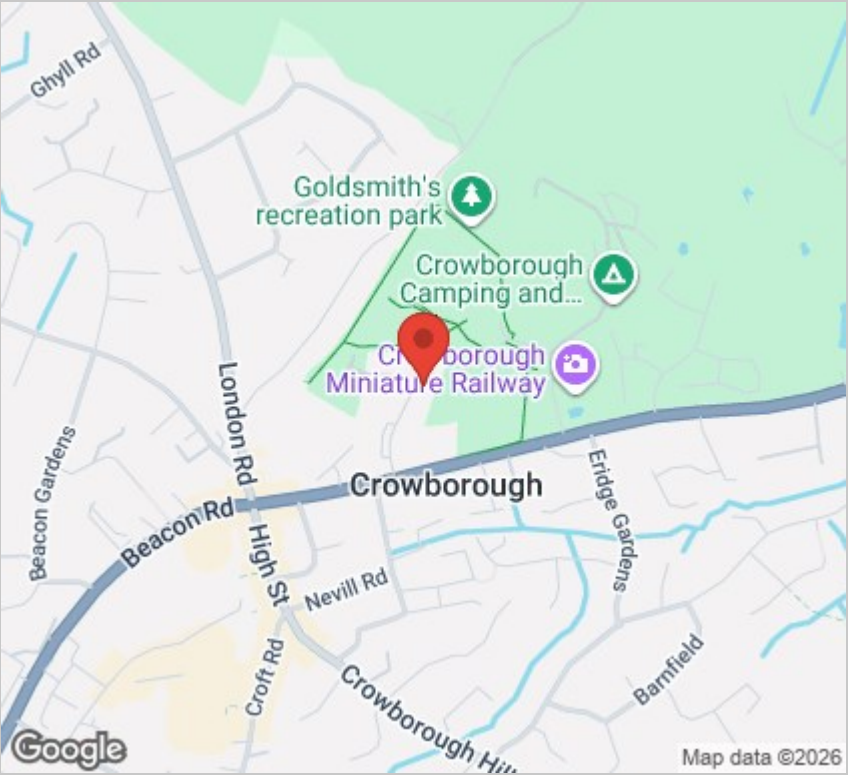 Ghyll Rd
Goldsmith's
recreation park
Crowborough
Camping and...
Crowborough
Miniature Railway
London Rd
Beacon Gardens
Crowborough
Beacon Rd
High St
Eridge Gardens
Nevill Rd
Croft Rd
Barnfield
Crowborough Hill
Google
Map data ©2026